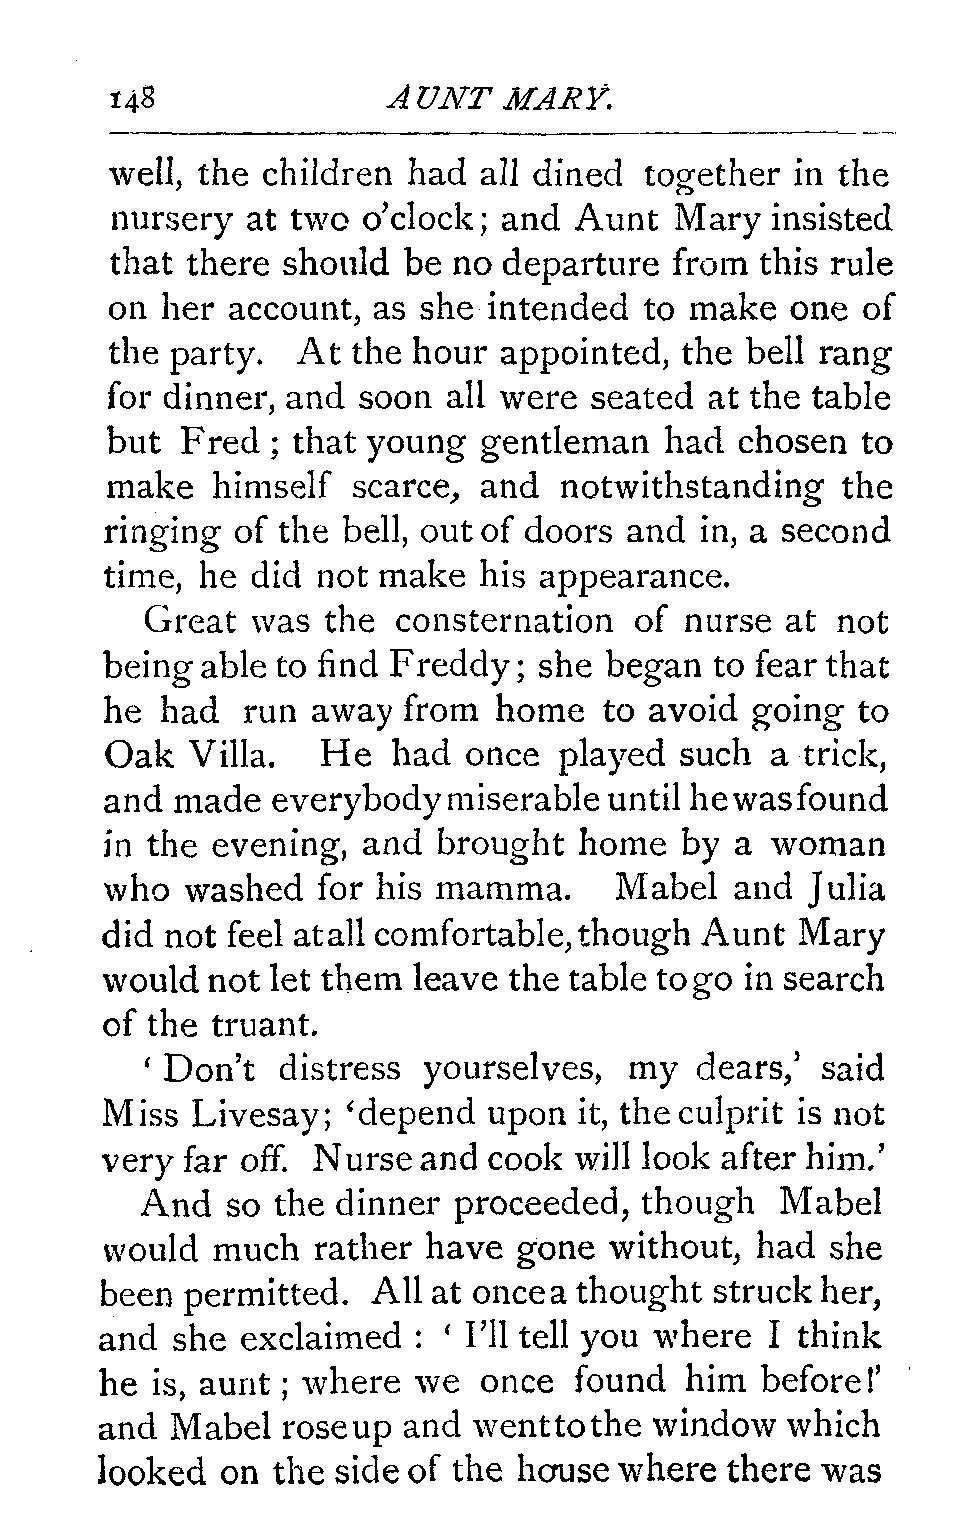 148 AUNT MARY.
well, the children had all dined together in the
nursery at two o'clock; and Aunt Mary insisted
that there should be no departure from this rule
on her account, as she intended to make one of
the party. At the hour appointed, the bell rang
for dinner, and soon all were seated at the table
but Fred; that young gentleman had chosen to
make himself scarce, and notwithstanding the
ringing of the bell, out of doors and in, a second
time, he did not make his appearance.
Great was the consternation of nurse at not
being able to find Freddy; she began to fear that
he had run away from home to avoid going to
Oak Villa. He had once played such a trick,
and made everybody miserable until he was found
in the evening, and brought home by a woman
who washed for his mamma. Mabel and Julia
did not feel at all comfortable, though Aunt Mary
would not let them leave the table to go in search
of the truant.
'Don't distress yourselves, my dears,' said
Miss Livesay; 'depend upon it, the culprit is not
very far off. Nurse and cook will look after him.'
And so the dinner proceeded, though Mabel
would much rather have gone without, had she
been permitted. All at once a thought struck her,
and she exclaimed: 'I'll tell you where I think
he is, aunt; where we once found him before!'
and Mabel rose up and went to the window which
looked on the side of the house where there was